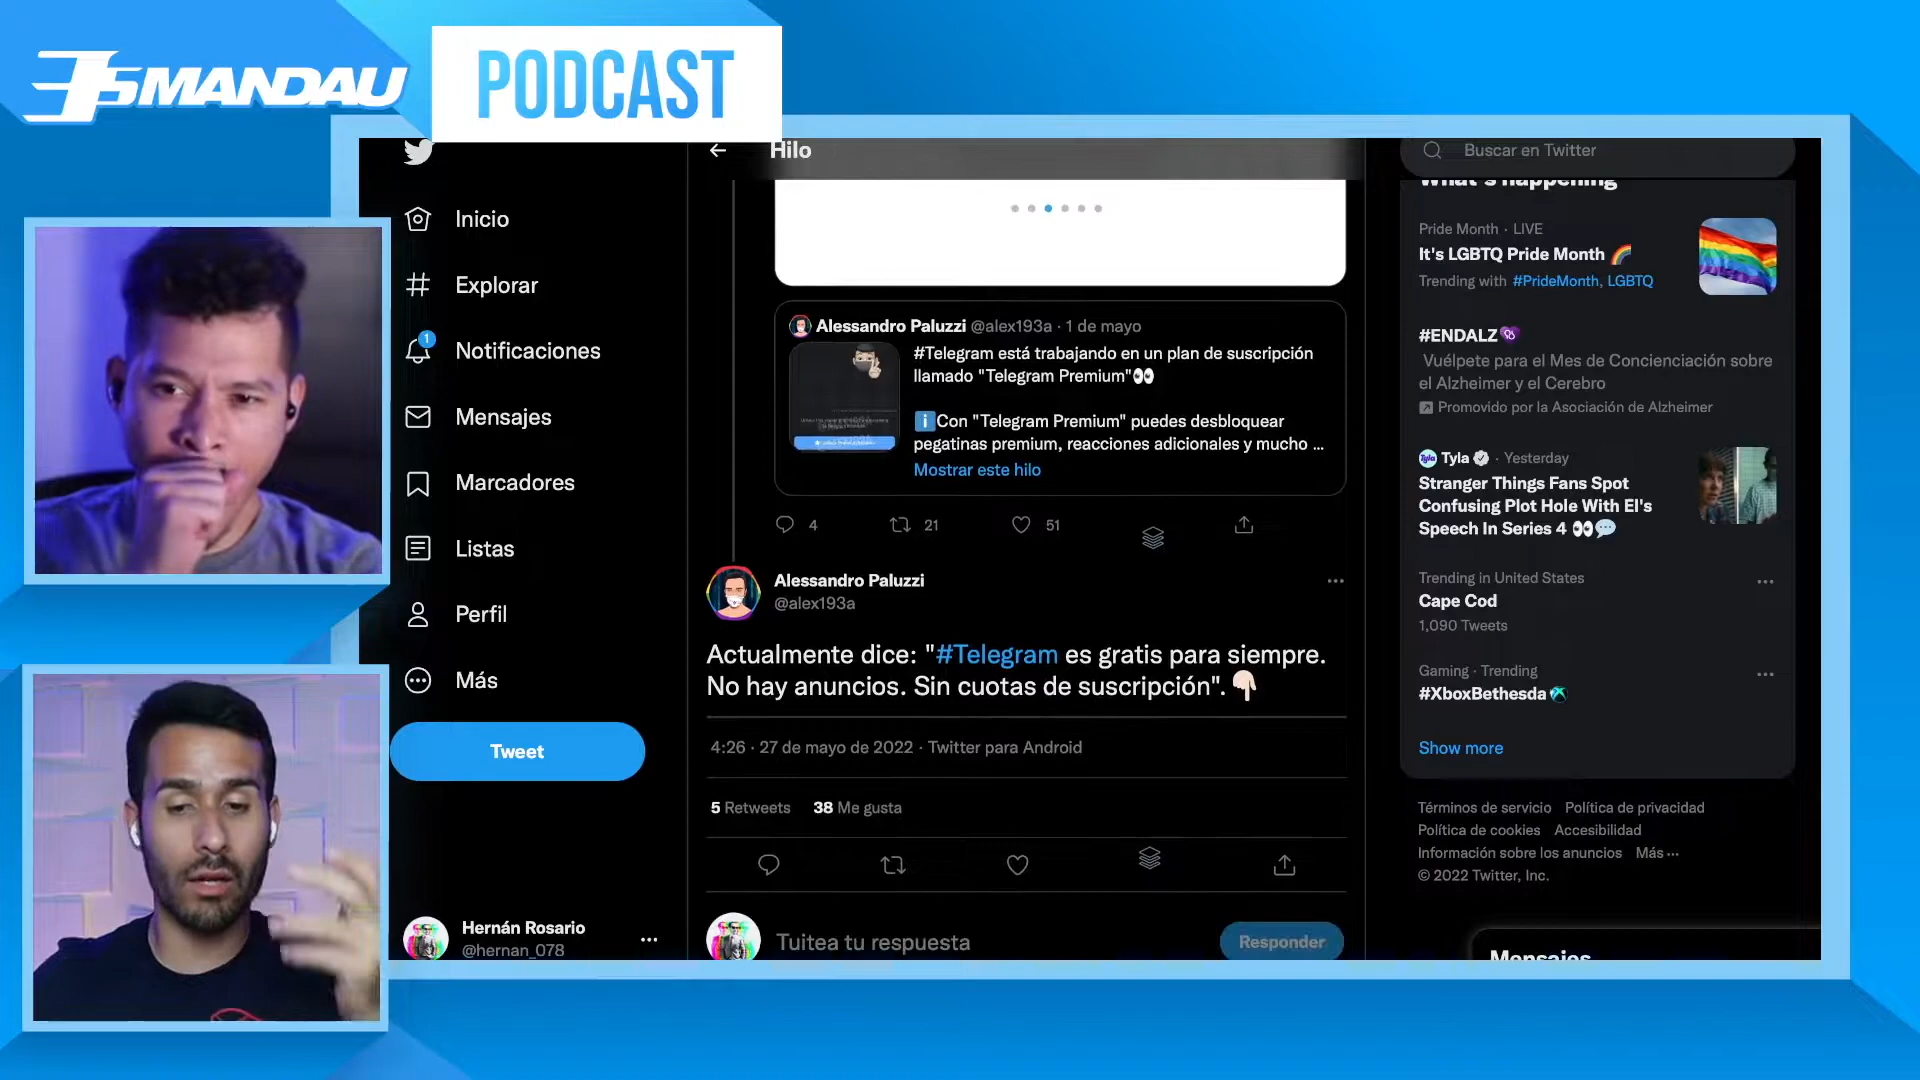 ESMANDAU
PODCAST
Hilo
Buscar en Twitter
What's happening
Inicio
Explorar
1
Notificaciones
Mensajes
Marcadores
Listas
Perfil
Más
Tweet
Hernán Rosario
@hernan_078
Alessandro Paluzzi @alex193a · 1 de mayo
#Telegram está trabajando en un plan de suscripción
llamado "Telegram Premium"👀
ℹ️Con "Telegram Premium" puedes desbloquear
pegatinas premium, reacciones adicionales y mucho ...
Mostrar este hilo
4 21 51
Alessandro Paluzzi
@alex193a
Actualmente dice: "#Telegram es gratis para siempre.
No hay anuncios. Sin cuotas de suscripción".👇🏻
4:26 · 27 de mayo de 2022 · Twitter para Android
5 Retweets 38 Me gusta
Tuitea tu respuesta
Responder
Pride Month · LIVE
It's LGBTQ Pride Month 🌈
Trending with #PrideMonth, LGBTQ
#ENDALZ
Vuélpete para el Mes de Concienciación sobre
el Alzheimer y el Cerebro
Promovido por la Asociación de Alzheimer
Tyla · Yesterday
Stranger Things Fans Spot
Confusing Plot Hole With El's
Speech In Series 4 👀💬
Trending in United States
Cape Cod
1,090 Tweets
Gaming · Trending
#XboxBethesda
Show more
Términos de servicio Política de privacidad
Política de cookies Accesibilidad
Información sobre los anuncios Más ···
© 2022 Twitter, Inc.
Mensajes